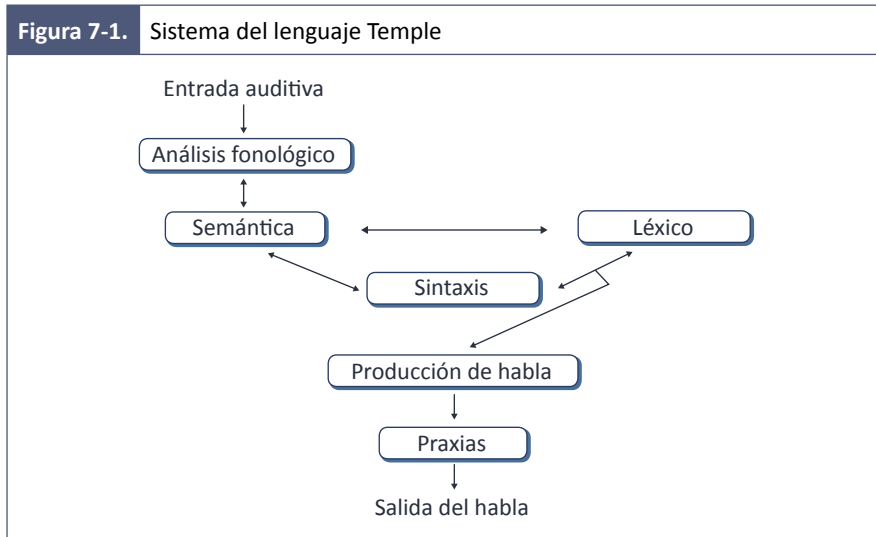 Figura 7-1. Sistema del lenguaje Temple
Entrada auditiva
Análisis fonológico
Semántica
Léxico
Sintaxis
Producción de habla
Praxias
Salida del habla